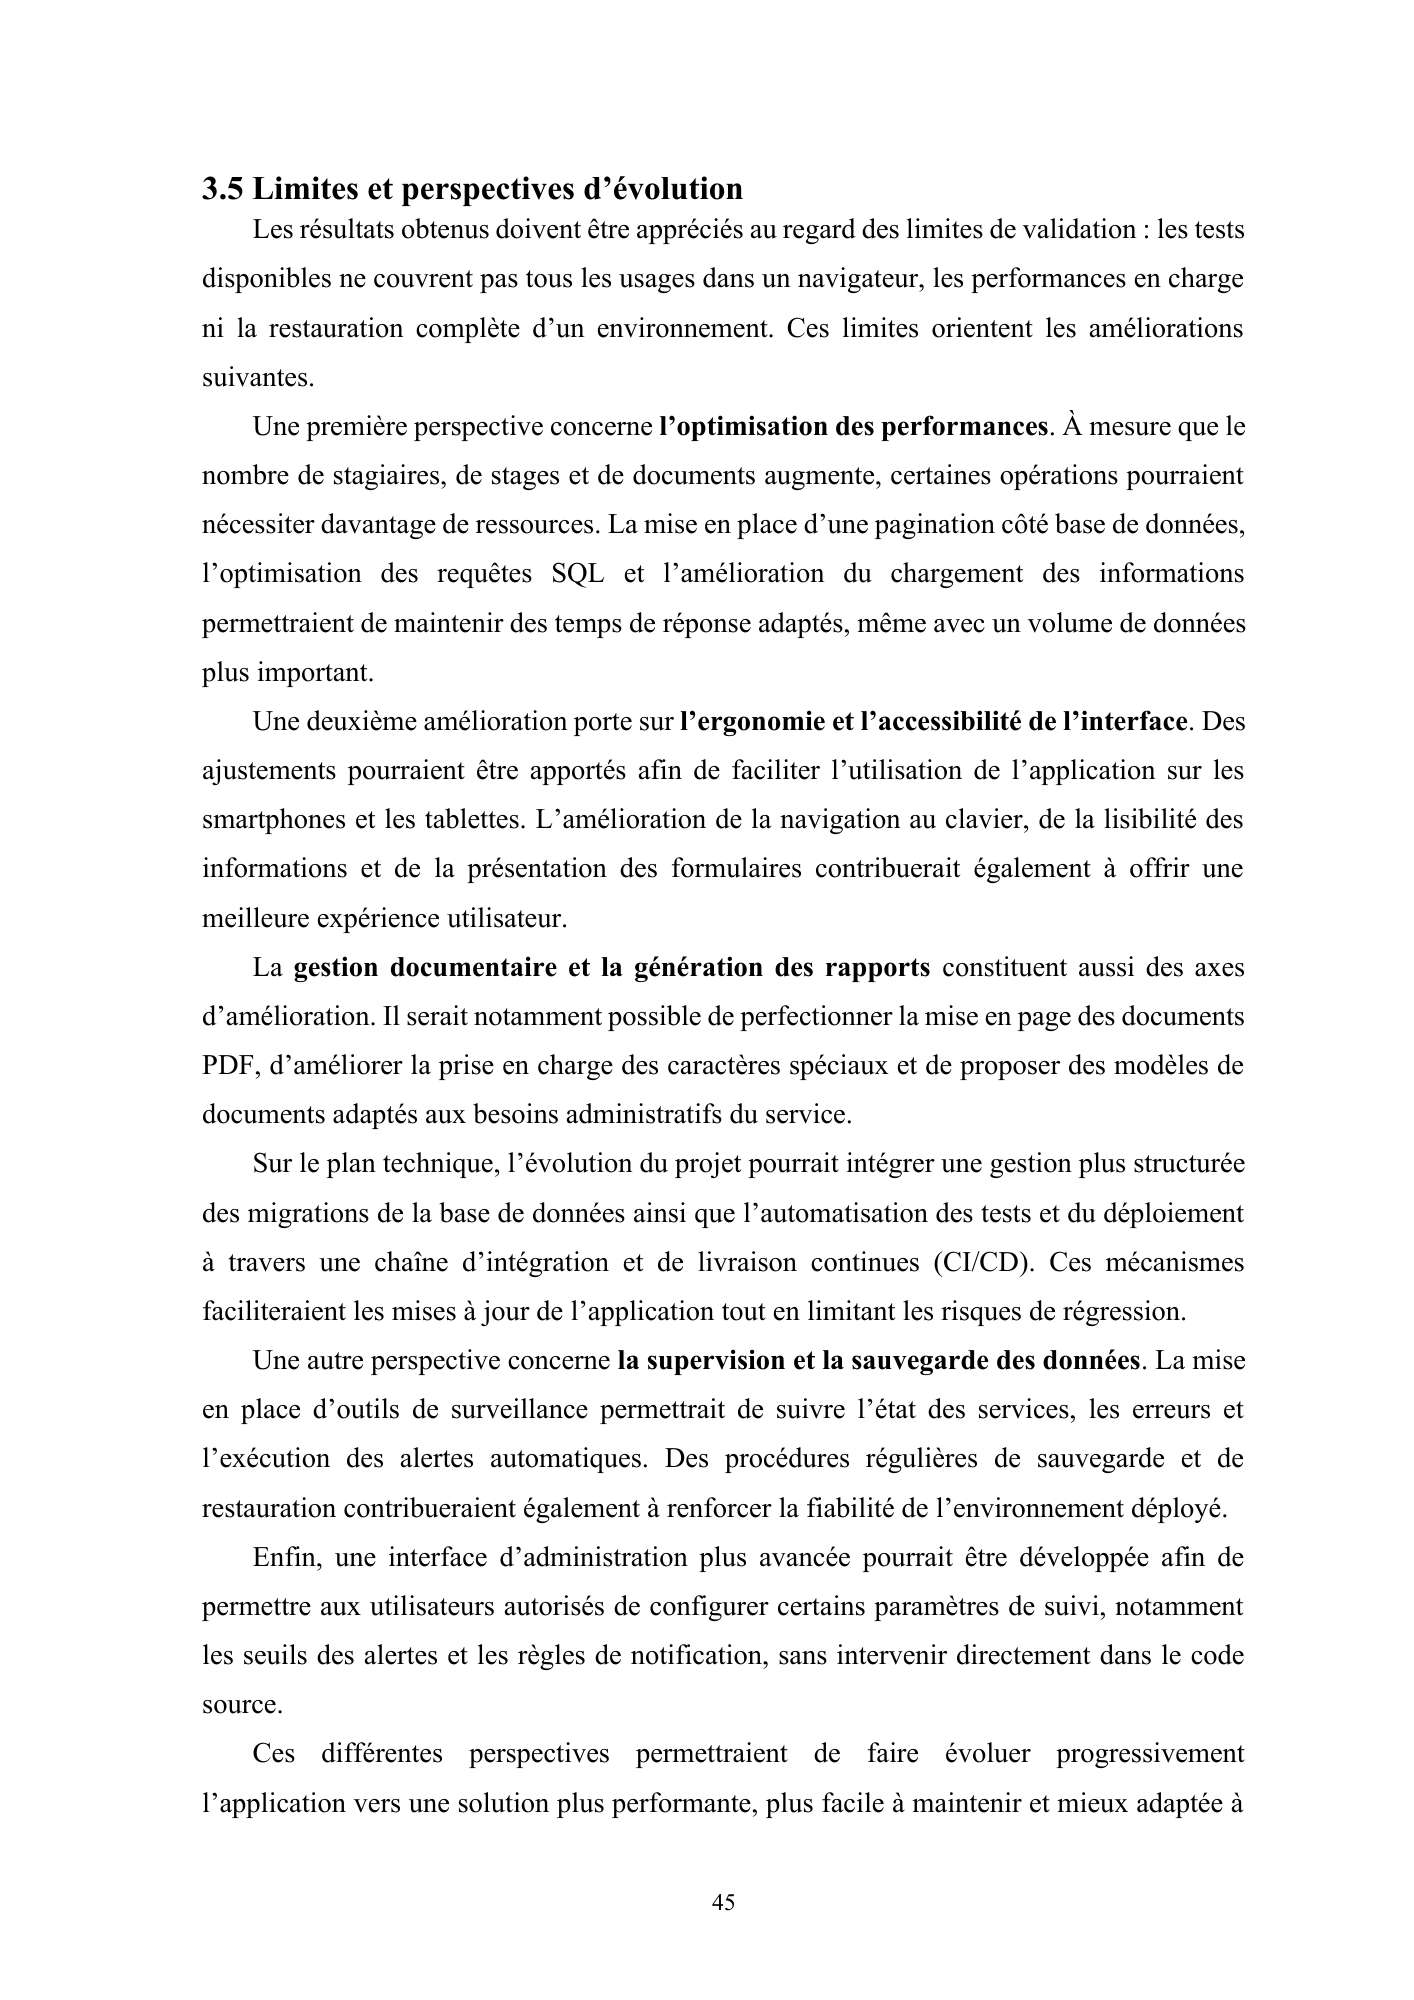 3.5 Limites et perspectives d’évolution
Les résultats obtenus doivent être appréciés au regard des limites de validation : les tests
disponibles ne couvrent pas tous les usages dans un navigateur, les performances en charge
ni la restauration complète d’un environnement. Ces limites orientent les améliorations
suivantes.
Une première perspective concerne l’optimisation des performances. À mesure que le
nombre de stagiaires, de stages et de documents augmente, certaines opérations pourraient
nécessiter davantage de ressources. La mise en place d’une pagination côté base de données,
l’optimisation des requêtes SQL et l’amélioration du chargement des informations
permettraient de maintenir des temps de réponse adaptés, même avec un volume de données
plus important.
Une deuxième amélioration porte sur l’ergonomie et l’accessibilité de l’interface. Des
ajustements pourraient être apportés afin de faciliter l’utilisation de l’application sur les
smartphones et les tablettes. L’amélioration de la navigation au clavier, de la lisibilité des
informations et de la présentation des formulaires contribuerait également à offrir une
meilleure expérience utilisateur.
La gestion documentaire et la génération des rapports constituent aussi des axes
d’amélioration. Il serait notamment possible de perfectionner la mise en page des documents
PDF, d’améliorer la prise en charge des caractères spéciaux et de proposer des modèles de
documents adaptés aux besoins administratifs du service.
Sur le plan technique, l’évolution du projet pourrait intégrer une gestion plus structurée
des migrations de la base de données ainsi que l’automatisation des tests et du déploiement
à travers une chaîne d’intégration et de livraison continues (CI/CD). Ces mécanismes
faciliteraient les mises à jour de l’application tout en limitant les risques de régression.
Une autre perspective concerne la supervision et la sauvegarde des données. La mise
en place d’outils de surveillance permettrait de suivre l’état des services, les erreurs et
l’exécution des alertes automatiques. Des procédures régulières de sauvegarde et de
restauration contribueraient également à renforcer la fiabilité de l’environnement déployé.
Enfin, une interface d’administration plus avancée pourrait être développée afin de
permettre aux utilisateurs autorisés de configurer certains paramètres de suivi, notamment
les seuils des alertes et les règles de notification, sans intervenir directement dans le code
source.
Ces différentes perspectives permettraient de faire évoluer progressivement
l’application vers une solution plus performante, plus facile à maintenir et mieux adaptée à
45